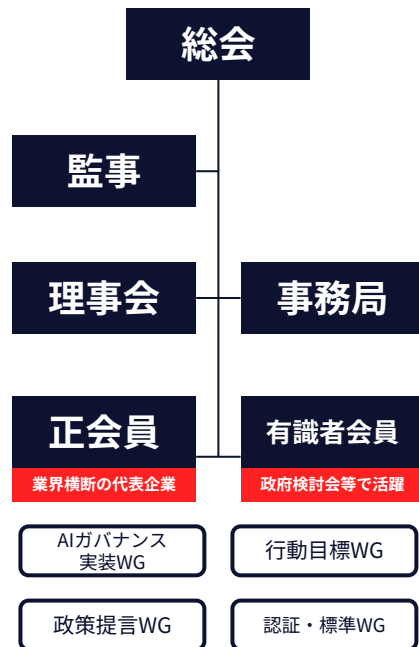 総会
監事
理事会
事務局
正会員
業界横断の代表企業
有識者会員
政府検討会等で活躍
AIガバナンス
実装WG
行動目標WG
政策提言WG
認証・標準WG